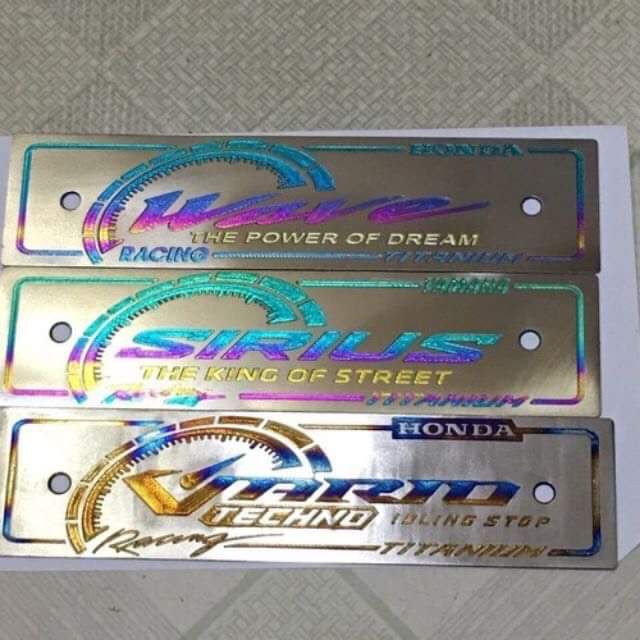 HONDA
Wave
THE POWER OF DREAM
RACING TITANIUM
YAMAHA
SIRIUS
THE KING OF STREET
Racing TITANIUM
HONDA
VARIO
TECHNO IDLING STOP
Racing TITANIUM